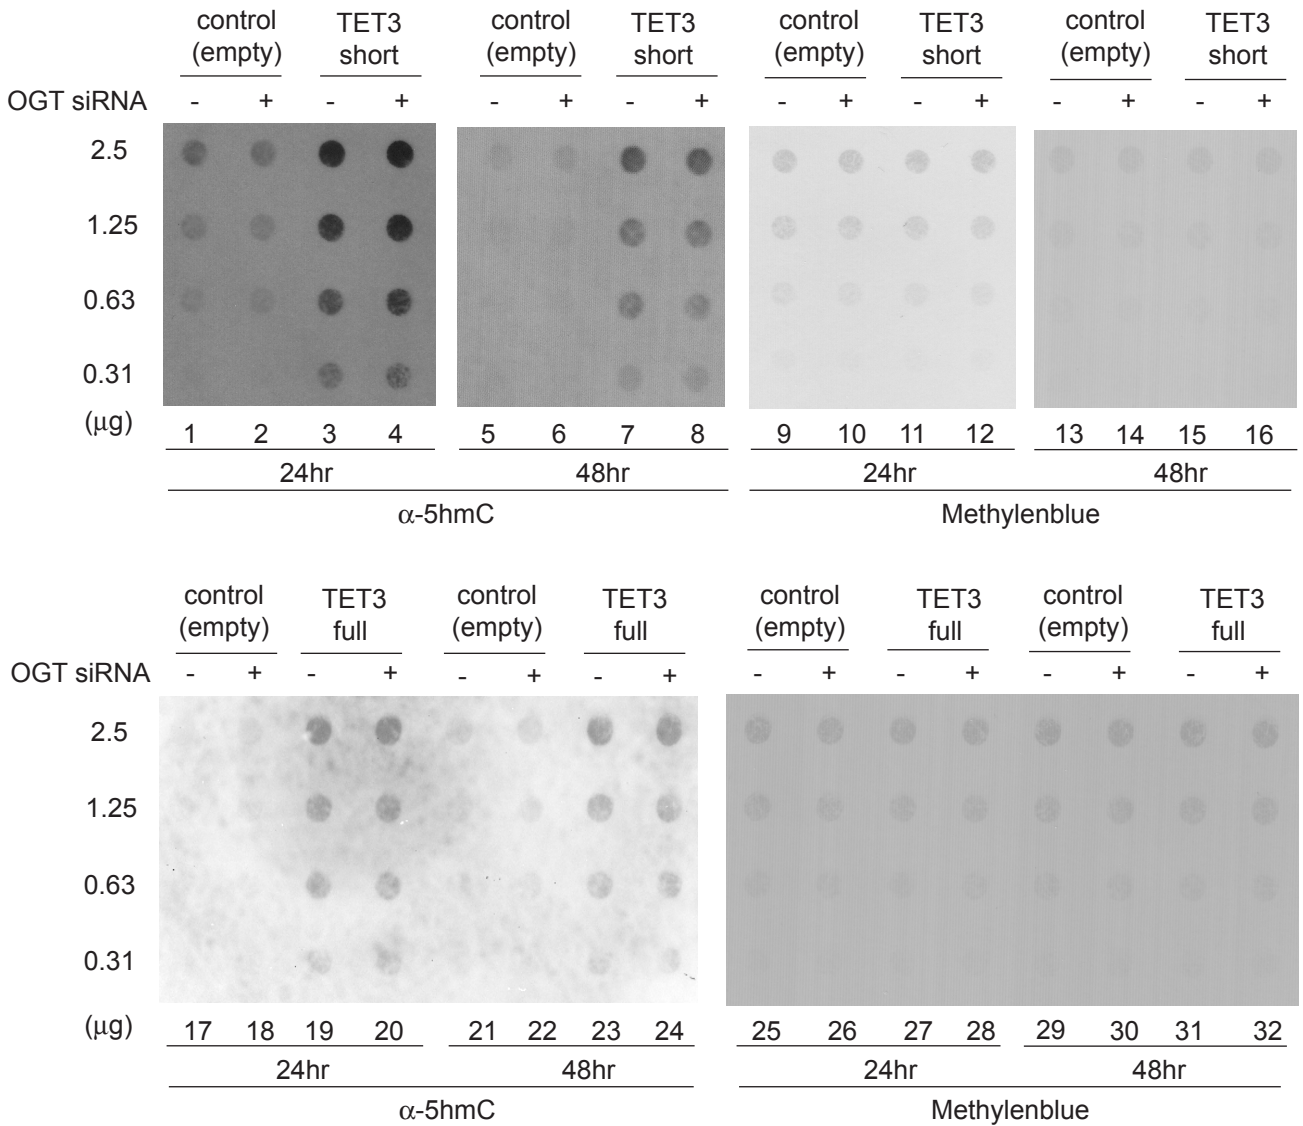 control TET3 control TET3 control TET3 control TET3
(empty) short (empty) short (empty) short (empty) short
OGT siRNA - + - + - + - + - + - + - + - +
2.5
1.25
0.63
0.31
(μg) 1 2 3 4 5 6 7 8 9 10 11 12 13 14 15 16
24hr 48hr 24hr 48hr
α-5hmC Methylenblue
control TET3 control TET3 control TET3 control TET3
(empty) full (empty) full (empty) full (empty) full
OGT siRNA - + - + - + - + - + - + - + - +
2.5
1.25
0.63
0.31
(μg) 17 18 19 20 21 22 23 24 25 26 27 28 29 30 31 32
24hr 48hr 24hr 48hr
α-5hmC Methylenblue